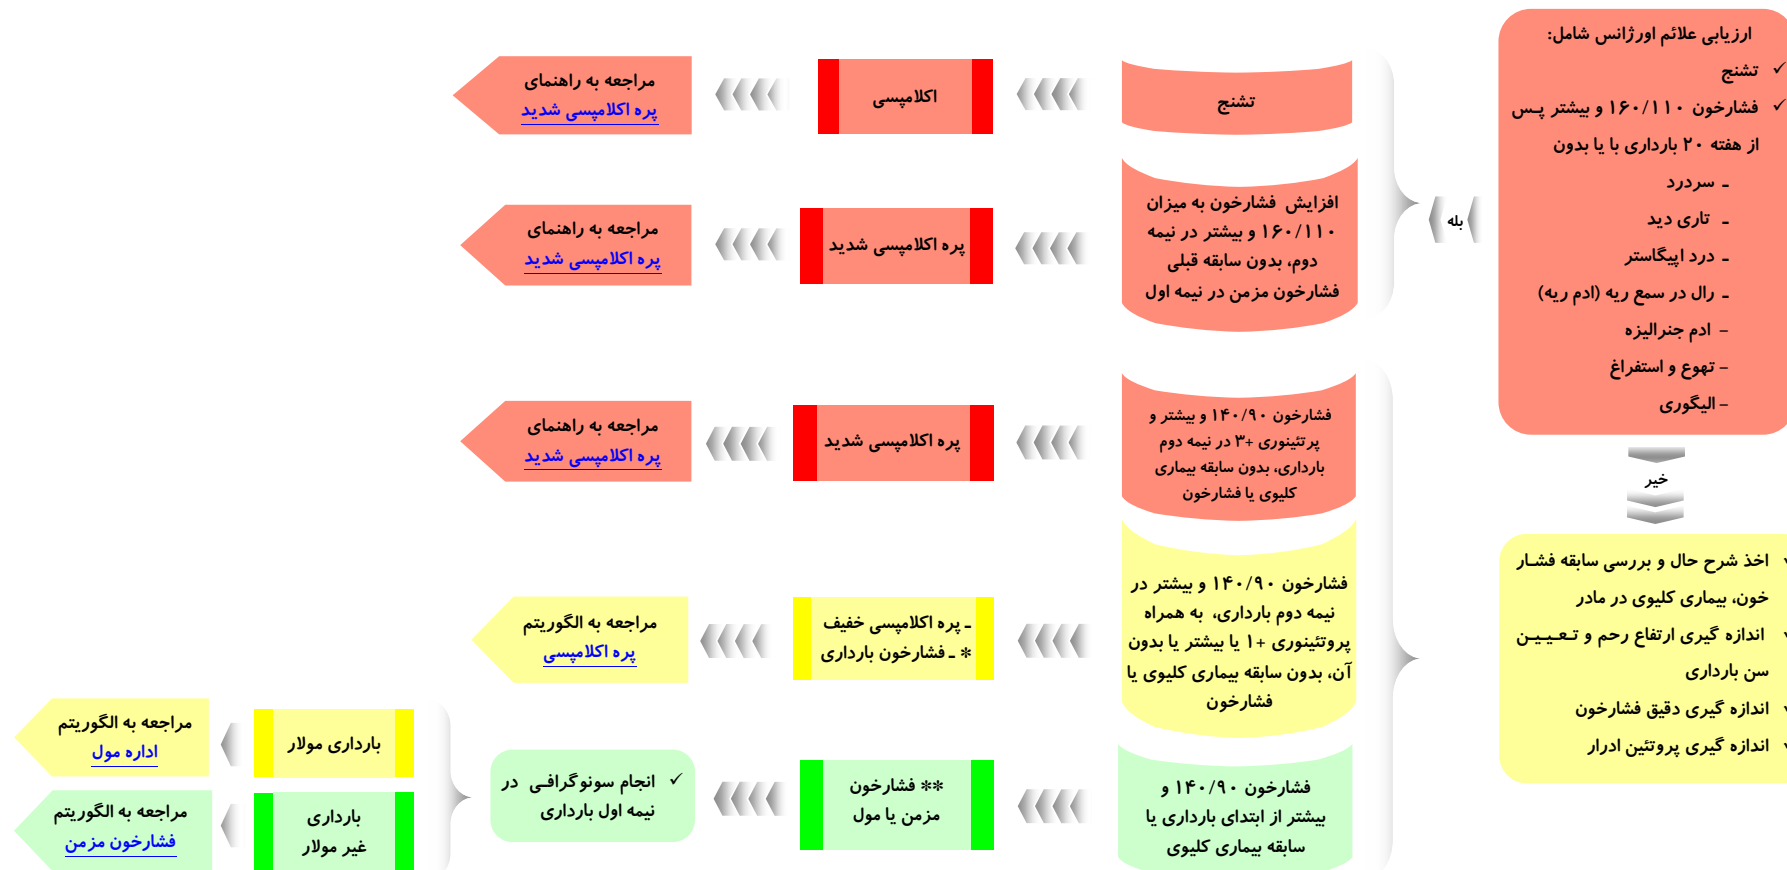 ارزیابی علائم اورژانس شامل:
✓ تشنج
✓ فشارخون ۱۶۰/۱۱۰ و بیشتر پس
از هفته ۲۰ بارداری با یا بدون
- سردرد
- تاری دید
- درد اپیگاستر
- رال در سمع ریه (ادم ریه)
– ادم جنرالیزه
– تهوع و استفراغ
– الیگوری
بله
خیر
تشنج
اکلامپسی
مراجعه به راهنمای
پره اکلامپسی شدید
افزایش فشارخون به میزان
۱۶۰/۱۱۰ و بیشتر در نیمه
دوم، بدون سابقه قبلی
فشارخون مزمن در نیمه اول
پره اکلامپسی شدید
مراجعه به راهنمای
پره اکلامپسی شدید
✓ اخذ شرح حال و بررسی سابقه فشار
خون، بیماری کلیوی در مادر
✓ اندازه گیری ارتفاع رحم و تعیین
سن بارداری
✓ اندازه گیری دقیق فشارخون
✓ اندازه گیری پروتئین ادرار
فشارخون ۱۴۰/۹۰ و بیشتر و
پرتئینوری +۳ در نیمه دوم
بارداری، بدون سابقه بیماری
کلیوی یا فشارخون
پره اکلامپسی شدید
مراجعه به راهنمای
پره اکلامپسی شدید
فشارخون ۱۴۰/۹۰ و بیشتر در
نیمه دوم بارداری، به همراه
پروتئینوری +۱ یا بیشتر یا بدون
آن، بدون سابقه بیماری کلیوی یا
فشارخون
- پره اکلامپسی خفیف
* - فشارخون بارداری
مراجعه به الگوریتم
پره اکلامپسی
فشارخون ۱۴۰/۹۰ و
بیشتر از ابتدای بارداری یا
سابقه بیماری کلیوی
** فشارخون
مزمن یا مول
✓ انجام سونوگرافی در
نیمه اول بارداری
بارداری مولار
مراجعه به الگوریتم
اداره مول
بارداری
غیر مولار
مراجعه به الگوریتم
فشارخون مزمن